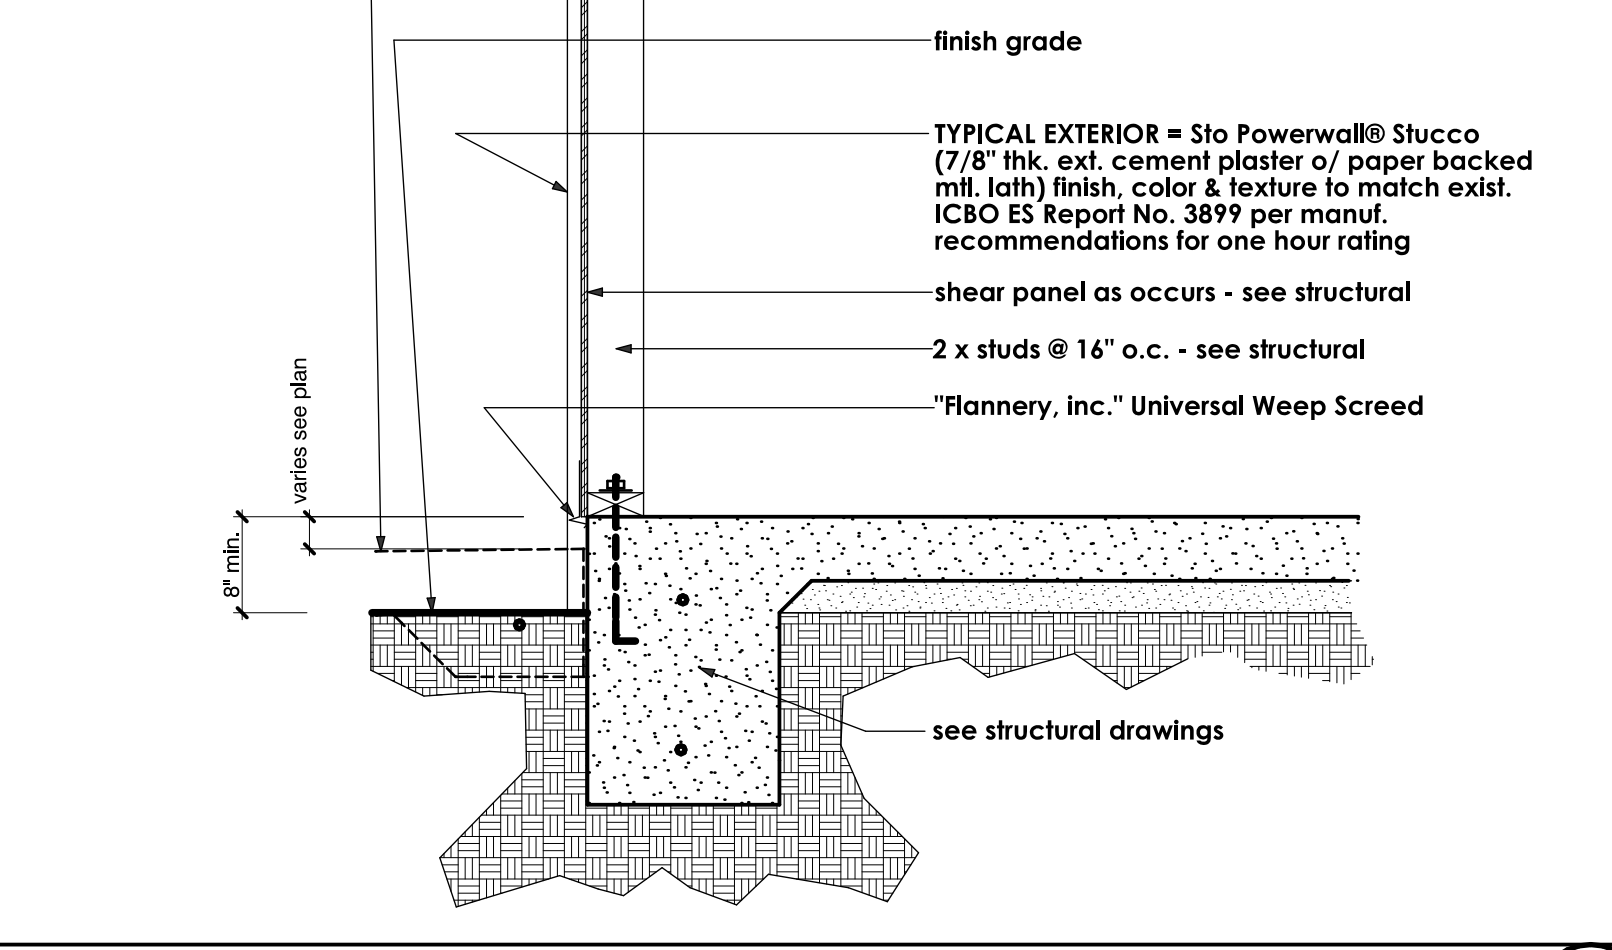 finish grade
TYPICAL EXTERIOR = Sto Powerwall® Stucco
(7/8" thk. ext. cement plaster o/ paper backed
mtl. lath) finish, color & texture to match exist.
ICBO ES Report No. 3899 per manuf.
recommendations for one hour rating
shear panel as occurs - see structural
2 x studs @ 16" o.c. - see structural
"Flannery, inc." Universal Weep Screed
varies see plan
8" min.
see structural drawings